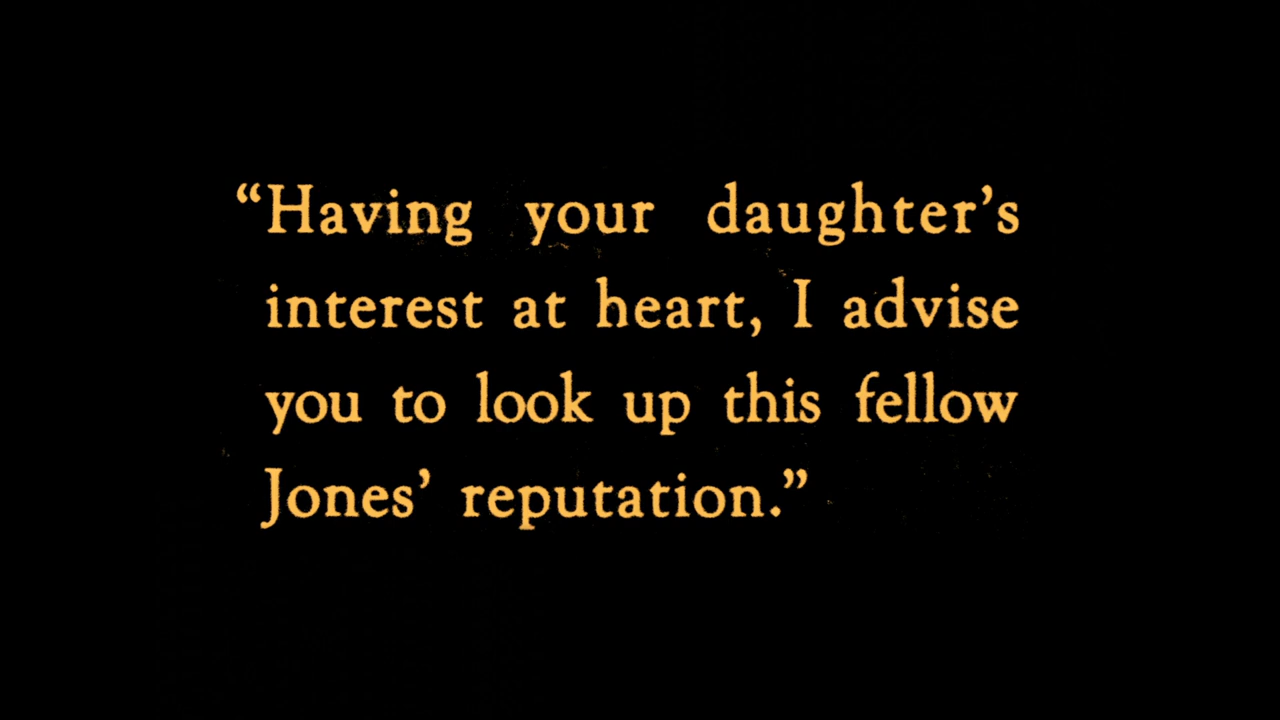 “Having your daughter’s
interest at heart, I advise
you to look up this fellow
Jones’ reputation.”